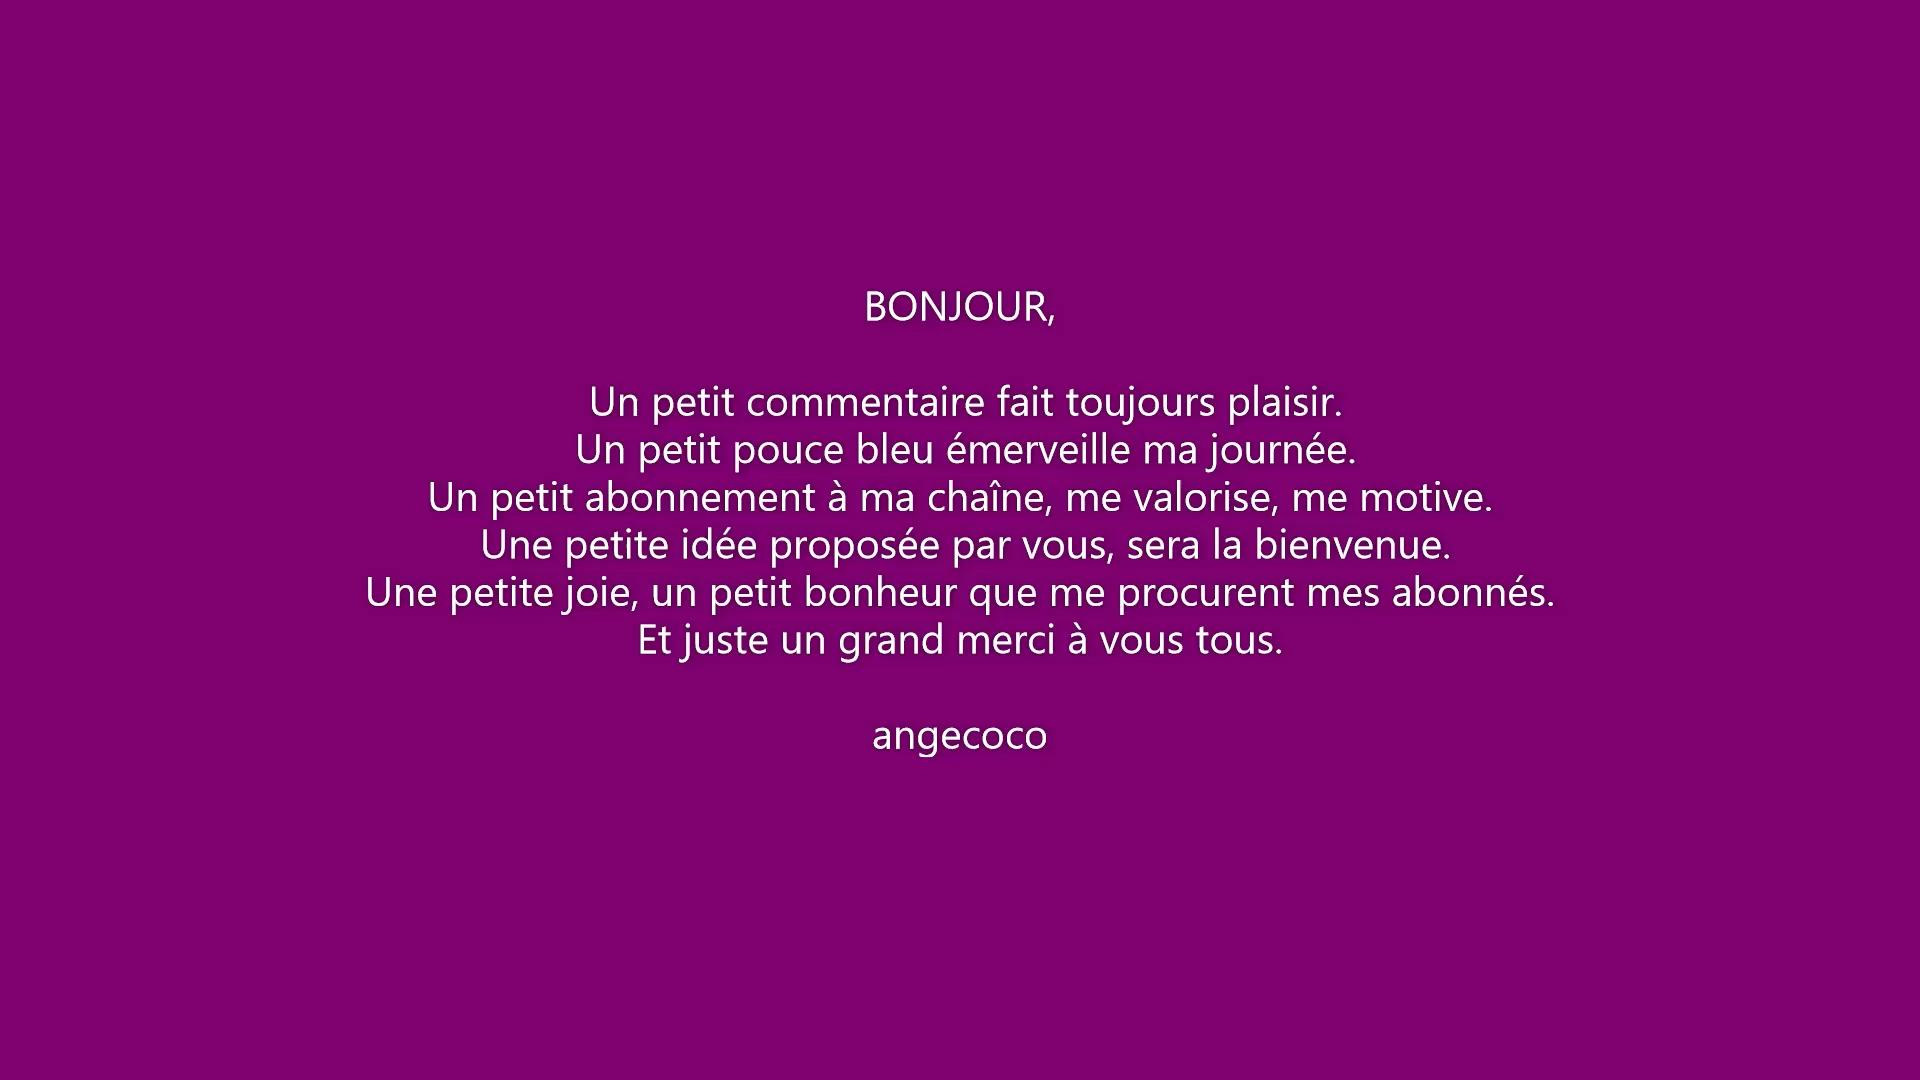 BONJOUR,
Un petit commentaire fait toujours plaisir.
Un petit pouce bleu émerveille ma journée.
Un petit abonnement à ma chaîne, me valorise, me motive.
Une petite idée proposée par vous, sera la bienvenue.
Une petite joie, un petit bonheur que me procurent mes abonnés.
Et juste un grand merci à vous tous.
angecoco